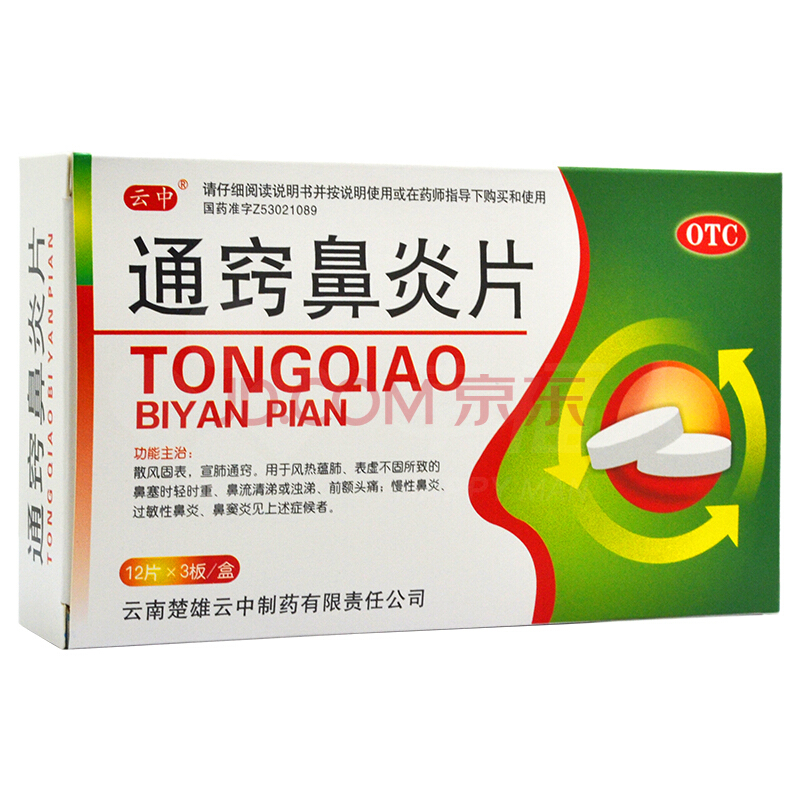 云中®
请仔细阅读说明书并按说明使用或在药师指导下购买和使用
国药准字Z53021089
OTC
通窍鼻炎片
TONGQIAO
BIYAN PIAN
JD.COM 京东
功能主治：
散风固表，宣肺通窍。用于风热蕴肺、表虚不固所致的
鼻塞时轻时重、鼻流清涕或浊涕、前额头痛；慢性鼻炎、
过敏性鼻炎、鼻窦炎见上述症候者。
12片×3板/盒
云南楚雄云中制药有限责任公司
通窍鼻炎片
TONG QIAO BI YAN PIAN